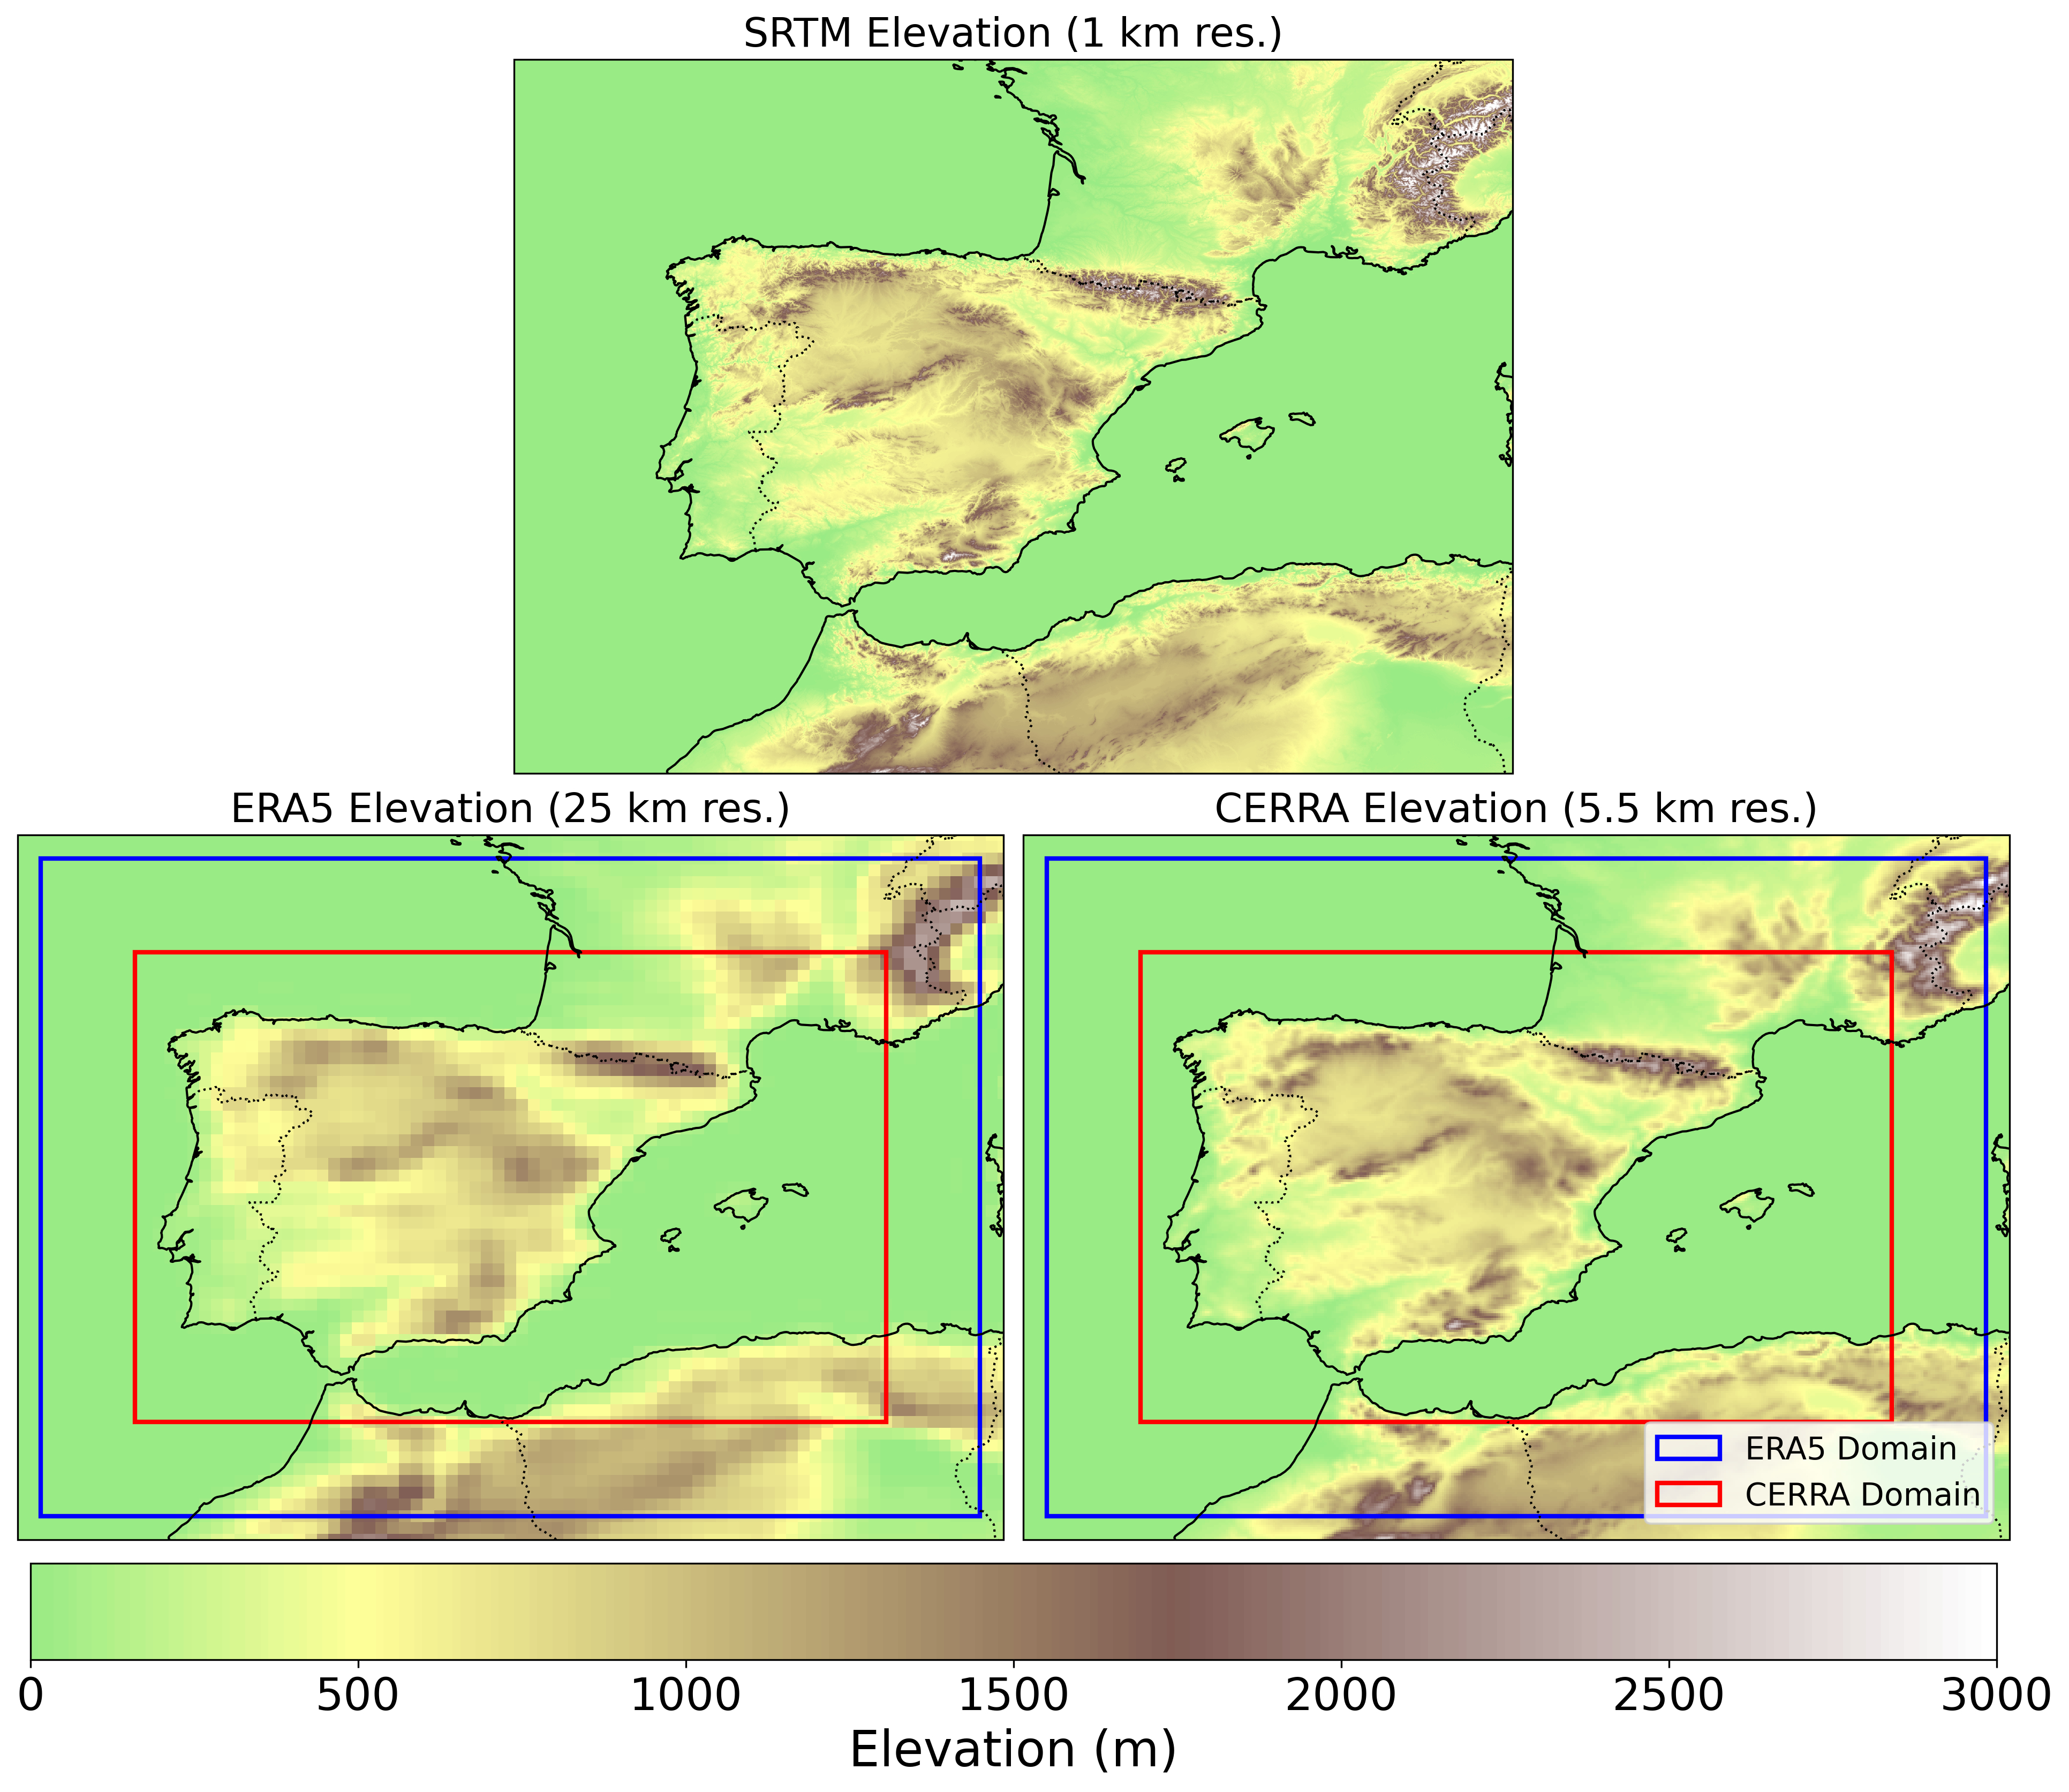 SRTM Elevation (1 km res.)
ERA5 Elevation (25 km res.)
CERRA Elevation (5.5 km res.)
ERA5 Domain
CERRA Domain
0 500 1000 1500 2000 2500 3000
Elevation (m)